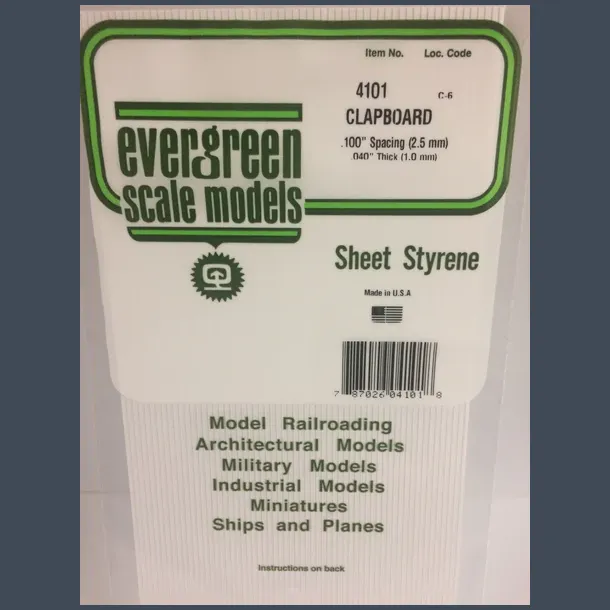 Item No. Loc. Code
4101 C-6
CLAPBOARD
.100" Spacing (2.5 mm)
.040" Thick (1.0 mm)
evergreen
scale models
Sheet Styrene
Made in U.S.A
7 87026 04101 8
Model Railroading
Architectural Models
Military Models
Industrial Models
Miniatures
Ships and Planes
Instructions on back